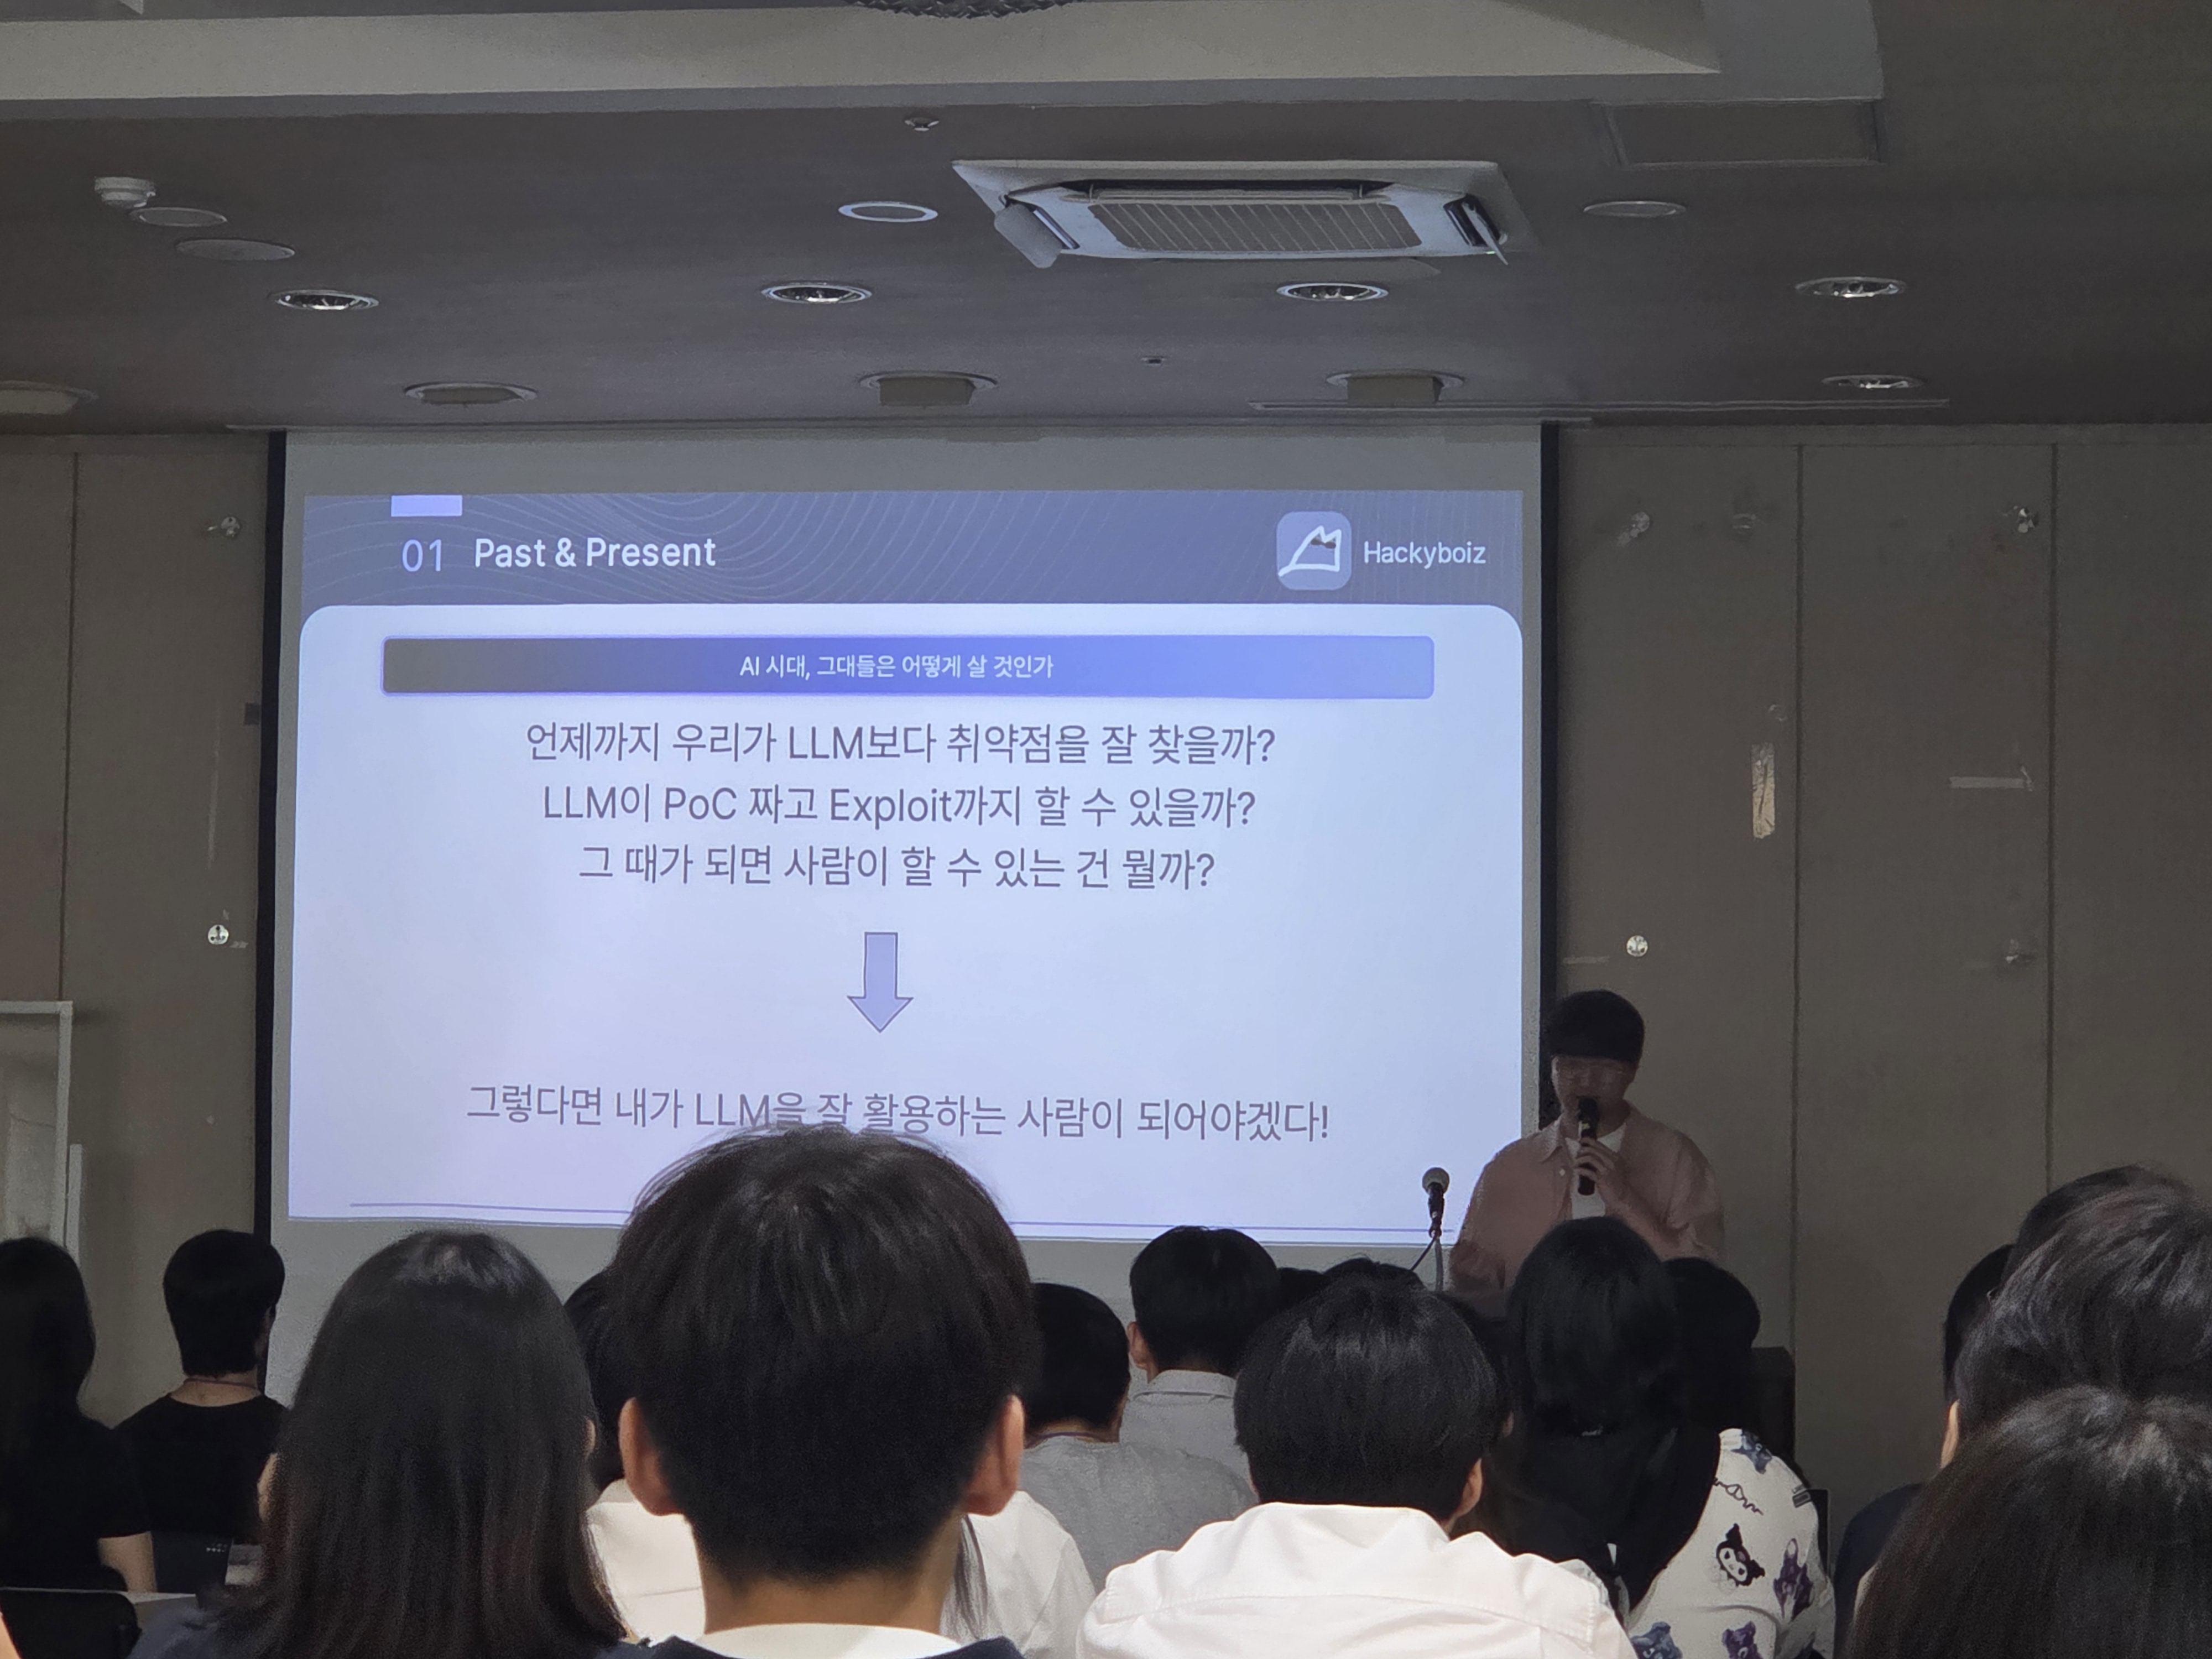 01 Past & Present
Hackyboiz
AI 시대, 그대들은 어떻게 살 것인가
언제까지 우리가 LLM보다 취약점을 잘 찾을까?
LLM이 PoC 짜고 Exploit까지 할 수 있을까?
그 때가 되면 사람이 할 수 있는 건 뭘까?
그렇다면 내가 LLM을 잘 활용하는 사람이 되어야겠다!